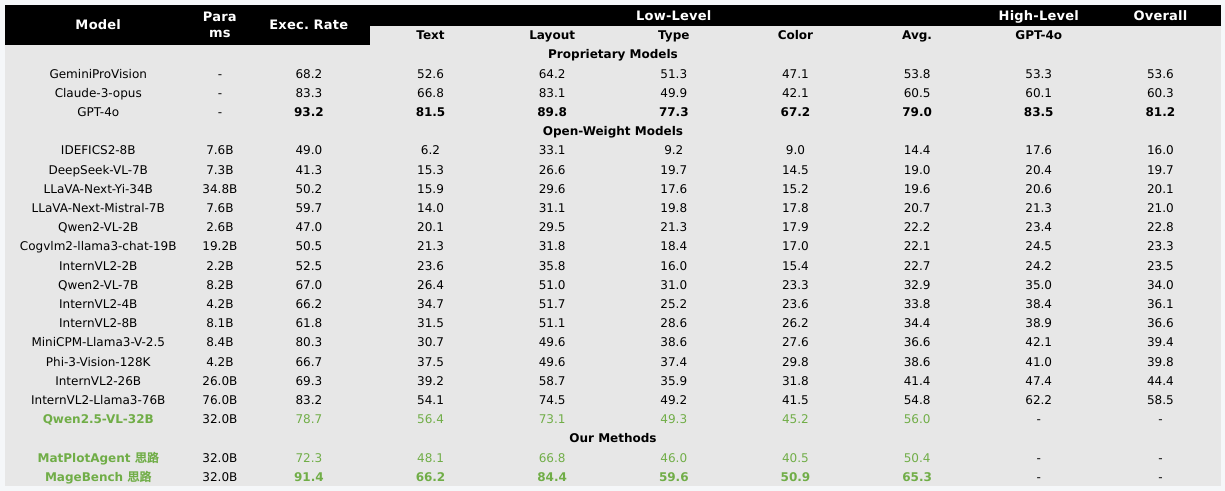 Model Params Exec. Rate Low-Level High-Level Overall
Text Layout Type Color Avg. GPT-4o
Proprietary Models
GeminiProVision - 68.2 52.6 64.2 51.3 47.1 53.8 53.3 53.6
Claude-3-opus - 83.3 66.8 83.1 49.9 42.1 60.5 60.1 60.3
GPT-4o - 93.2 81.5 89.8 77.3 67.2 79.0 83.5 81.2
Open-Weight Models
IDEFICS2-8B 7.6B 49.0 6.2 33.1 9.2 9.0 14.4 17.6 16.0
DeepSeek-VL-7B 7.3B 41.3 15.3 26.6 19.7 14.5 19.0 20.4 19.7
LLaVA-Next-Yi-34B 34.8B 50.2 15.9 29.6 17.6 15.2 19.6 20.6 20.1
LLaVA-Next-Mistral-7B 7.6B 59.7 14.0 31.1 19.8 17.8 20.7 21.3 21.0
Qwen2-VL-2B 2.6B 47.0 20.1 29.5 21.3 17.9 22.2 23.4 22.8
Cogvlm2-llama3-chat-19B 19.2B 50.5 21.3 31.8 18.4 17.0 22.1 24.5 23.3
InternVL2-2B 2.2B 52.5 23.6 35.8 16.0 15.4 22.7 24.2 23.5
Qwen2-VL-7B 8.2B 67.0 26.4 51.0 31.0 23.3 32.9 35.0 34.0
InternVL2-4B 4.2B 66.2 34.7 51.7 25.2 23.6 33.8 38.4 36.1
InternVL2-8B 8.1B 61.8 31.5 51.1 28.6 26.2 34.4 38.9 36.6
MiniCPM-Llama3-V-2.5 8.4B 80.3 30.7 49.6 38.6 27.6 36.6 42.1 39.4
Phi-3-Vision-128K 4.2B 66.7 37.5 49.6 37.4 29.8 38.6 41.0 39.8
InternVL2-26B 26.0B 69.3 39.2 58.7 35.9 31.8 41.4 47.4 44.4
InternVL2-Llama3-76B 76.0B 83.2 54.1 74.5 49.2 41.5 54.8 62.2 58.5
Qwen2.5-VL-32B 32.0B 78.7 56.4 73.1 49.3 45.2 56.0 - -
Our Methods
MatPlotAgent 思路 32.0B 72.3 48.1 66.8 46.0 40.5 50.4 - -
MageBench 思路 32.0B 91.4 66.2 84.4 59.6 50.9 65.3 - -